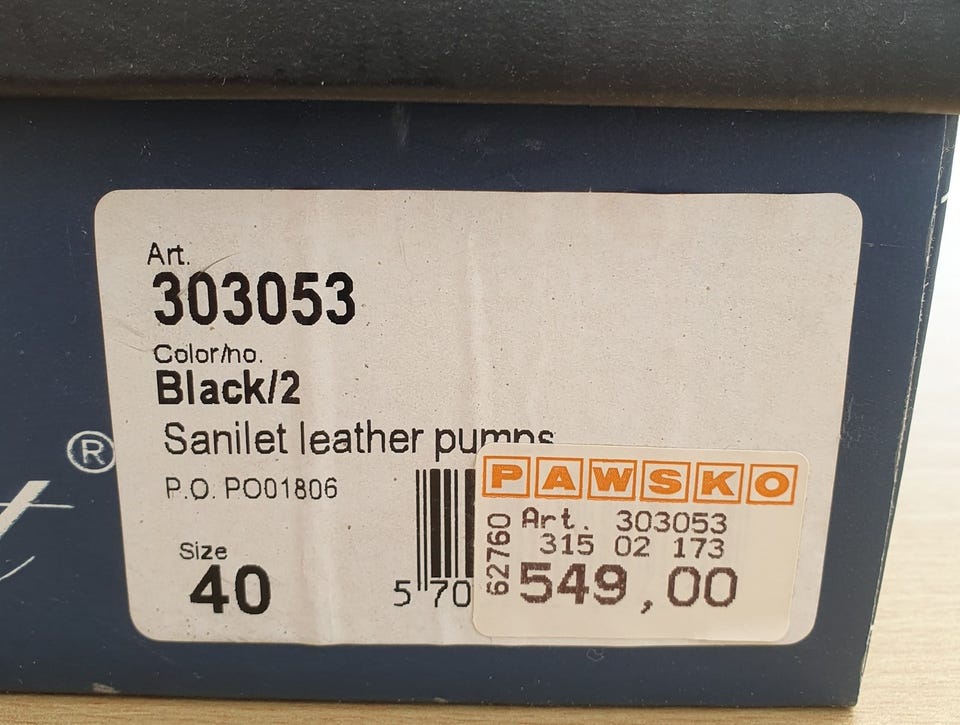 Art.
303053
Color/no.
Black/2
Sanilet leather pumps
P.O. PO01806
Size
40
5 70
®
t
PAWSKO
Art. 303053
315 02 173
62760
549,00